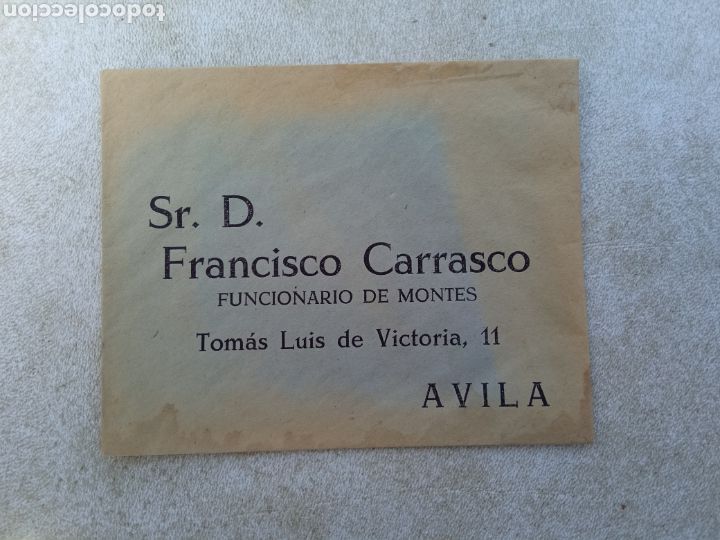 todocoleccion
Sr. D.
Francisco Carrasco
FUNCIONARIO DE MONTES
Tomás Luis de Victoria, 11
AVILA